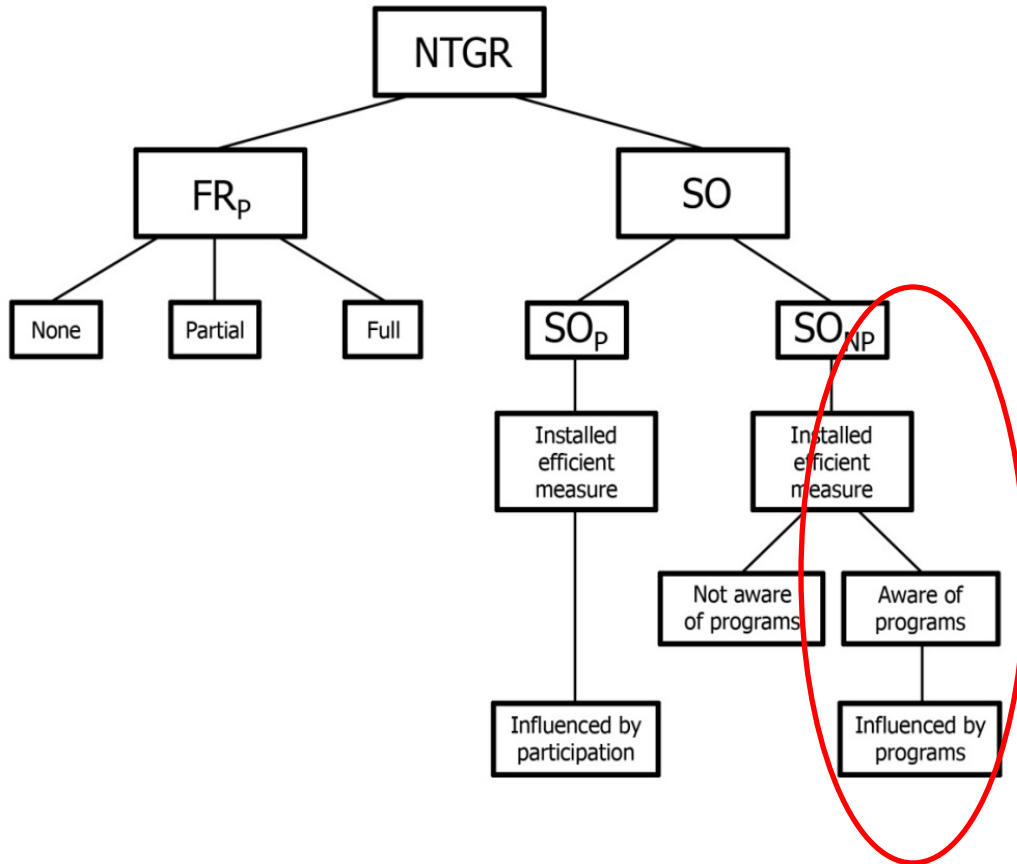 NTGR
FRP
SO
None
Partial
Full
SOP
SONP
Installed
efficient
measure
Installed
efficient
measure
Not aware
of programs
Aware of
programs
Influenced by
participation
Influenced by
programs